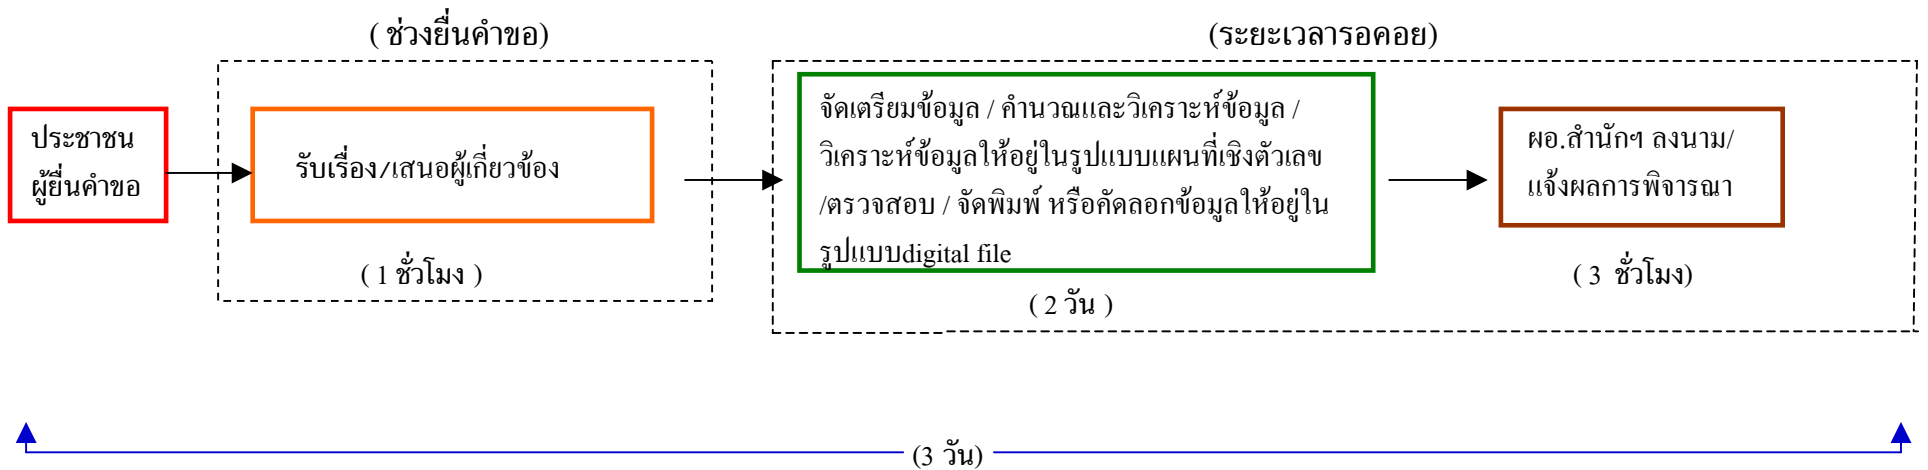 ( ช่วงยื่นคำขอ)
(ระยะเวลารอคอย)
ประชาชน
ผู้ยื่นคำขอ
รับเรื่อง/เสนอผู้เกี่ยวข้อง
( 1 ชั่วโมง )
จัดเตรียมข้อมูล / คำนวณและวิเคราะห์ข้อมูล /
วิเคราะห์ข้อมูลให้อยู่ในรูปแบบแผนที่เชิงตัวเลข
/ตรวจสอบ / จัดพิมพ์ หรือคัดลอกข้อมูลให้อยู่ใน
รูปแบบdigital file
( 2 วัน )
ผอ.สำนักฯ ลงนาม/
แจ้งผลการพิจารณา
( 3 ชั่วโมง)
(3 วัน)